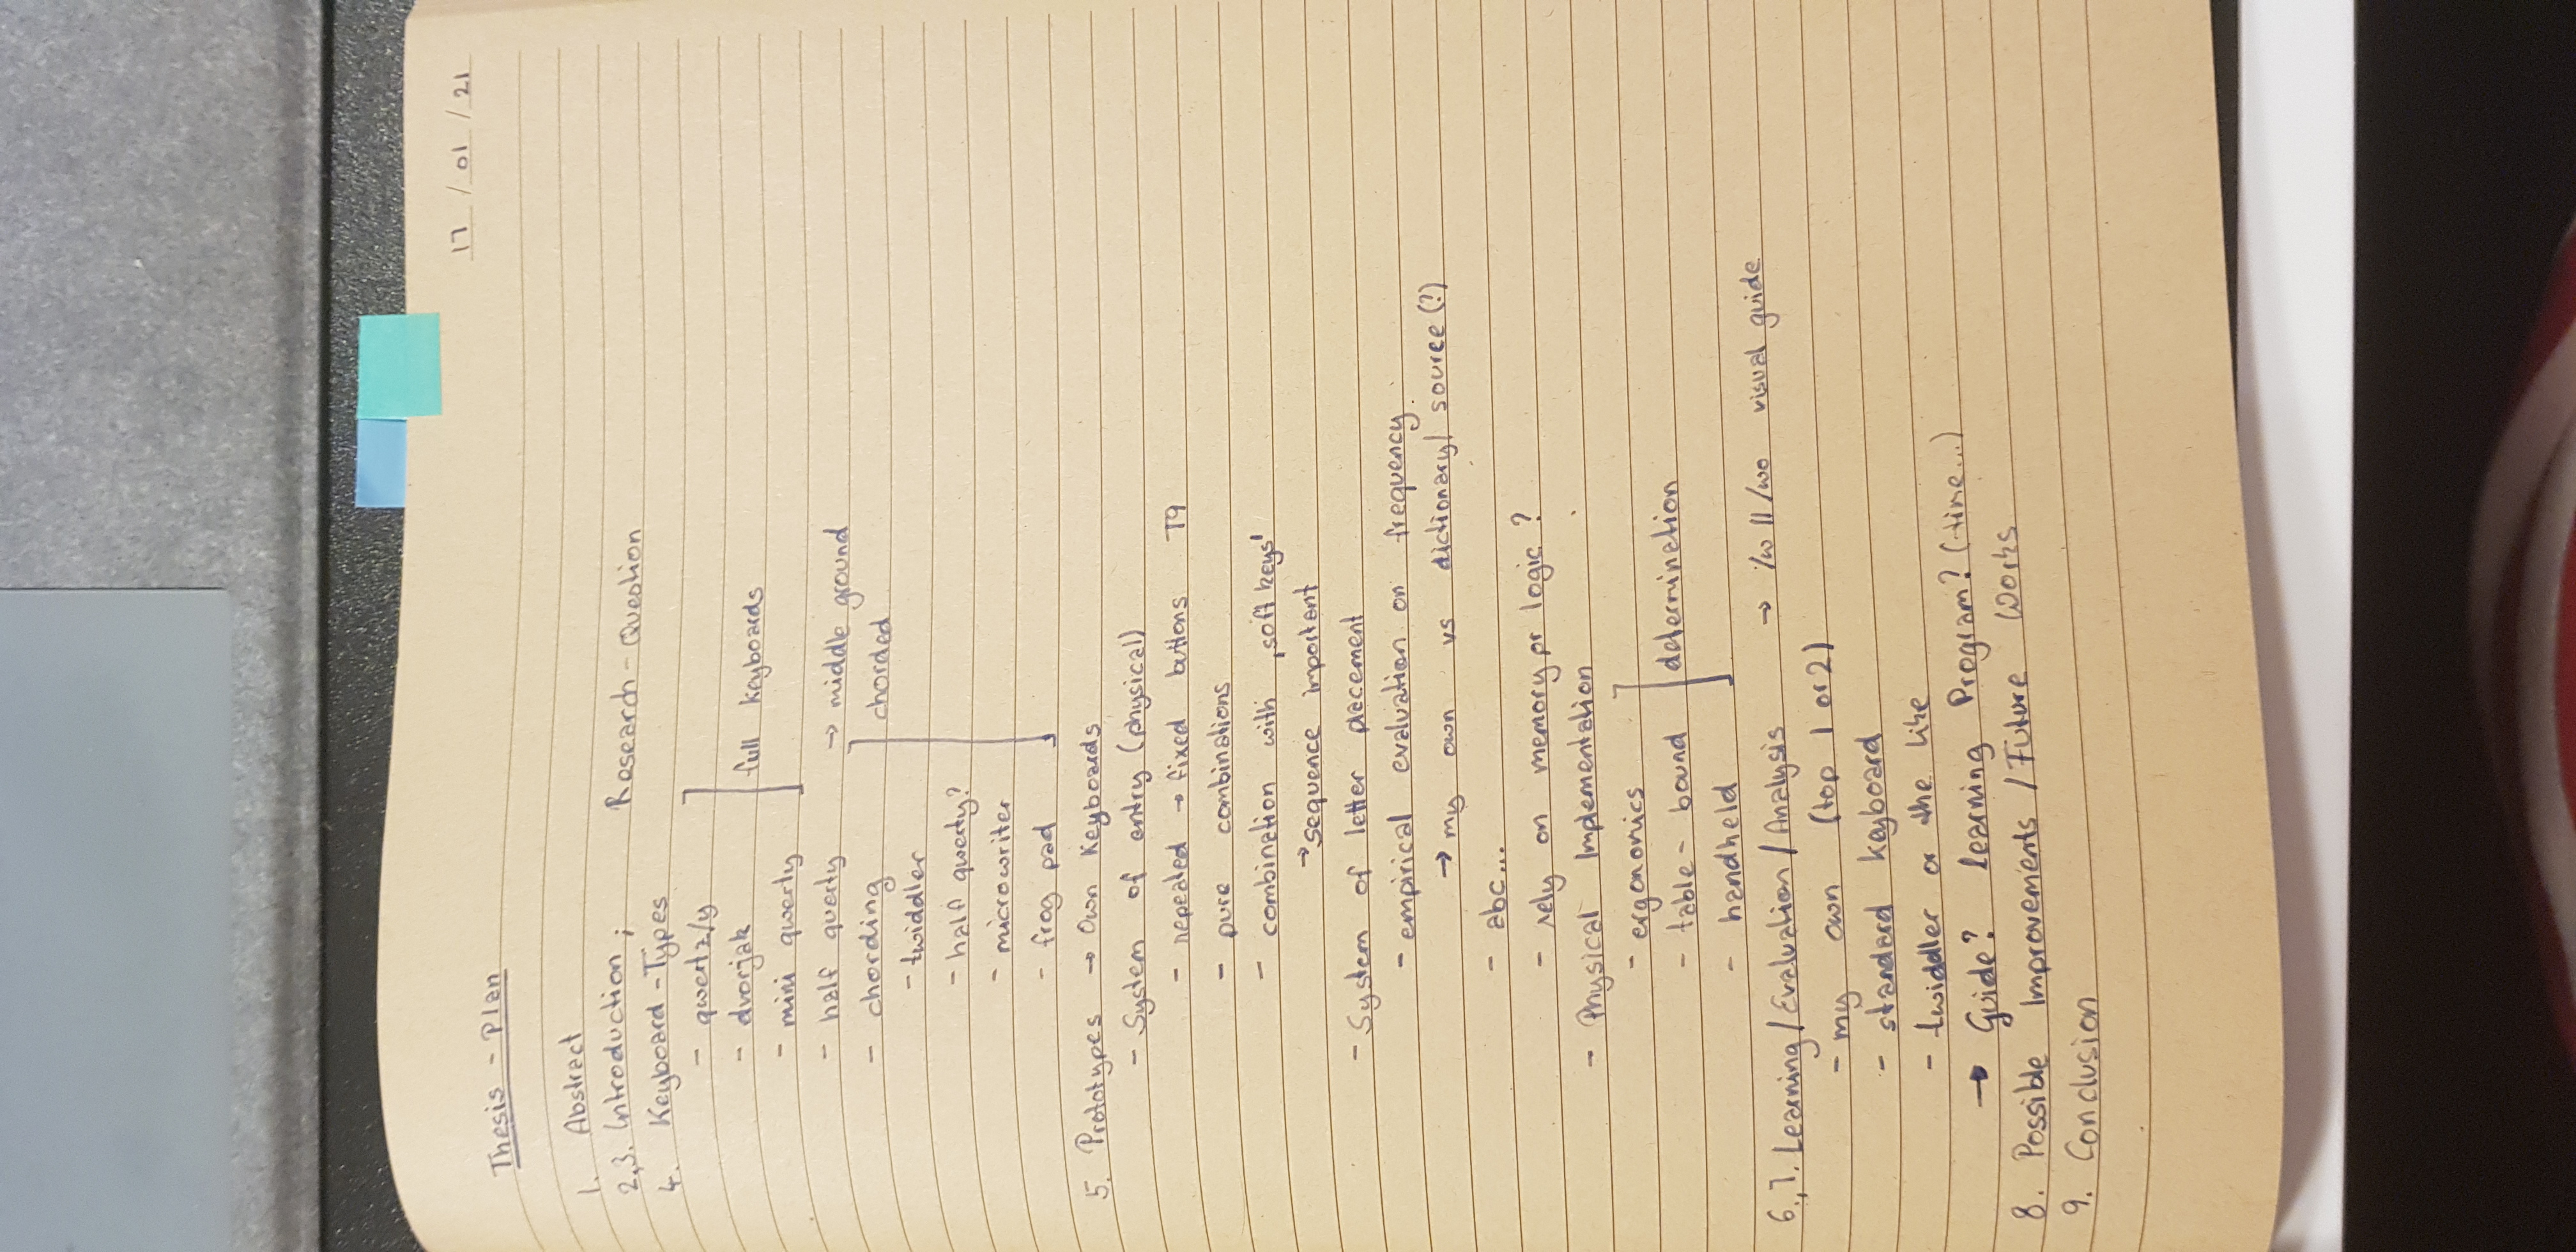 17 / 01 / 21
Thesis - Plan
1. Abstract
2,3. Introduction ; Research - Question
4. Keyboard - Types
- qwertz/y
- dvorjak
- mini qwerty
full keyboards
- half querty → middle ground
- chording
chorded
- twiddler
- half qwerty?
- microwriter
- frog pad
5. Prototypes → Own Keyboards
- System of entry (physical)
- repeated → fixed buttons T9
- pure combinations
- combination with ‚soft keys'
→ sequence important
- System of letter placement
- empirical evaluation on frequency
→ my own vs dictionary/ source (?)
- abc...
- rely on memory or logic ?
- Physical Implementation
- ergonomics
- table - bound
determination
- handheld
6., 7. Learning / Evaluation / Analysis → /w || /wo visual guide
- my own (top 1 or 2)
- standard keyboard
- twiddler or the like
→ Guide? learning Program? (time...)
8. Possible Improvements / Future Works
9. Conclusion